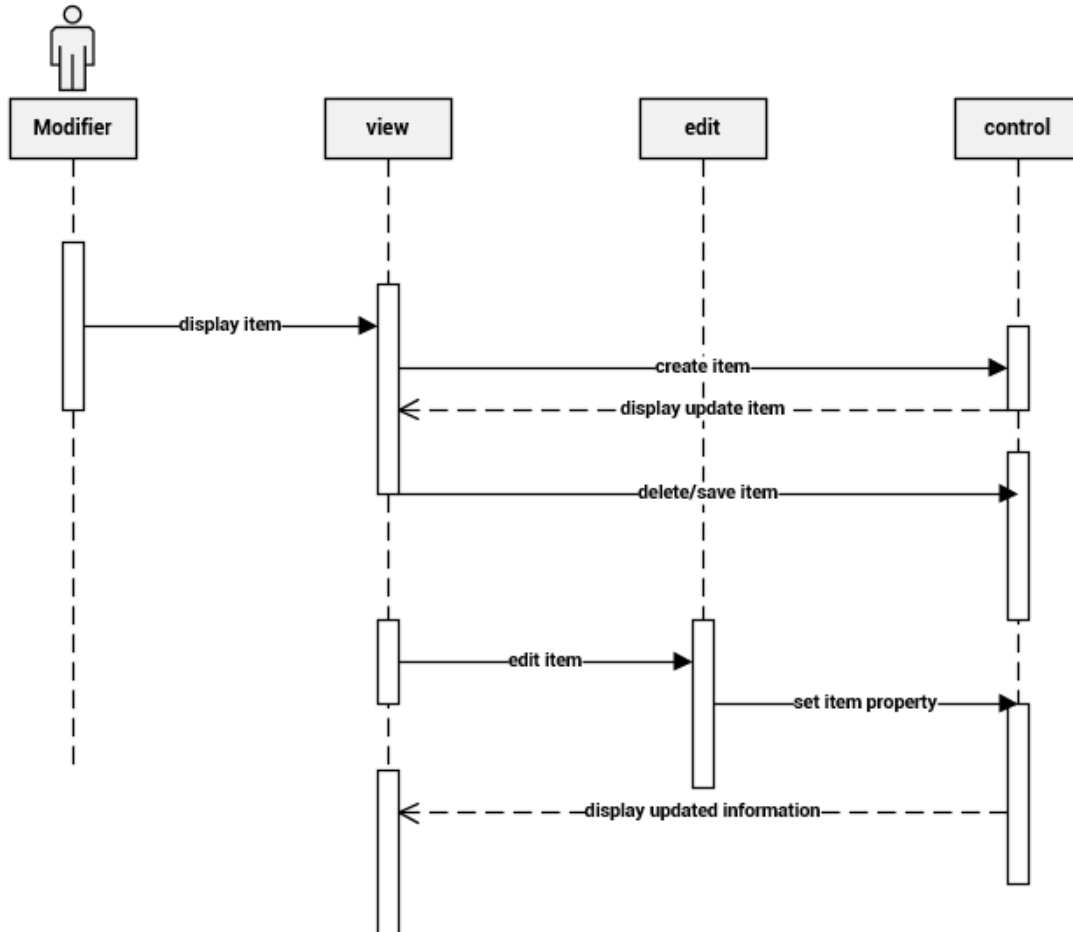 Modifier
view
edit
control
display item
create item
display update item
delete/save item
edit item
set item property
display updated information